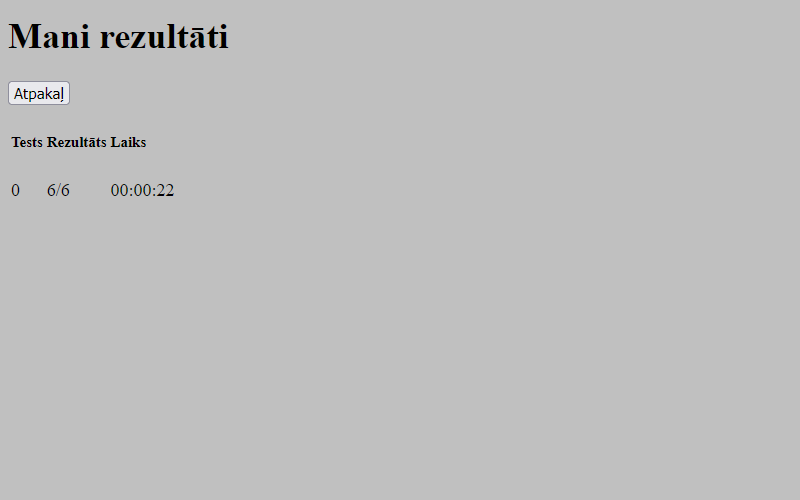 Mani rezultāti
Atpakaļ
Tests Rezultāts Laiks
0 6/6 00:00:22